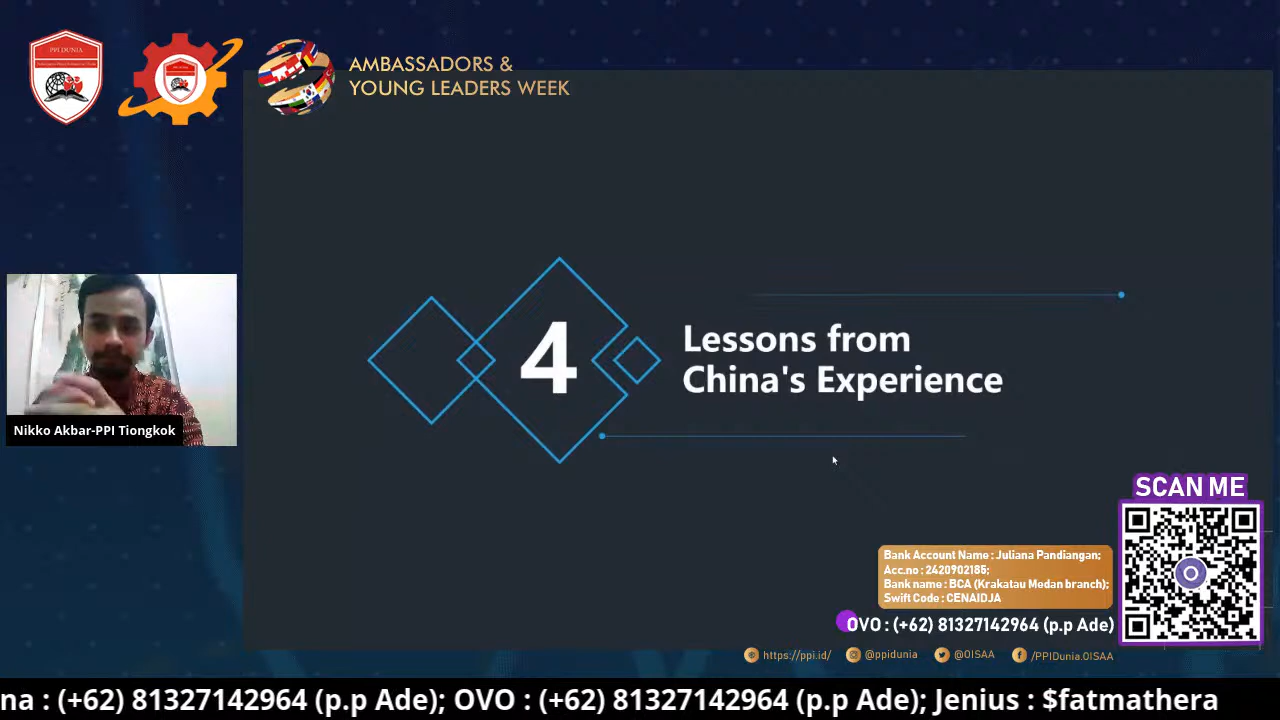 PPI DUNIA
AMBASSADORS &
YOUNG LEADERS WEEK
4
Lessons from
China's Experience
Nikko Akbar-PPI Tiongkok
SCAN ME
Bank Account Name : Juliana Pandiangan;
Acc.no : 2420902185;
Bank name : BCA (Krakatau Medan branch);
Swift Code : CENAIDJA
OVO : (+62) 81327142964 (p.p Ade)
https://ppi.id/
@ppidunia
@OISAA
/PPIDunia.OISAA
na : (+62) 81327142964 (p.p Ade); OVO : (+62) 81327142964 (p.p Ade); Jenius : $fatmathera